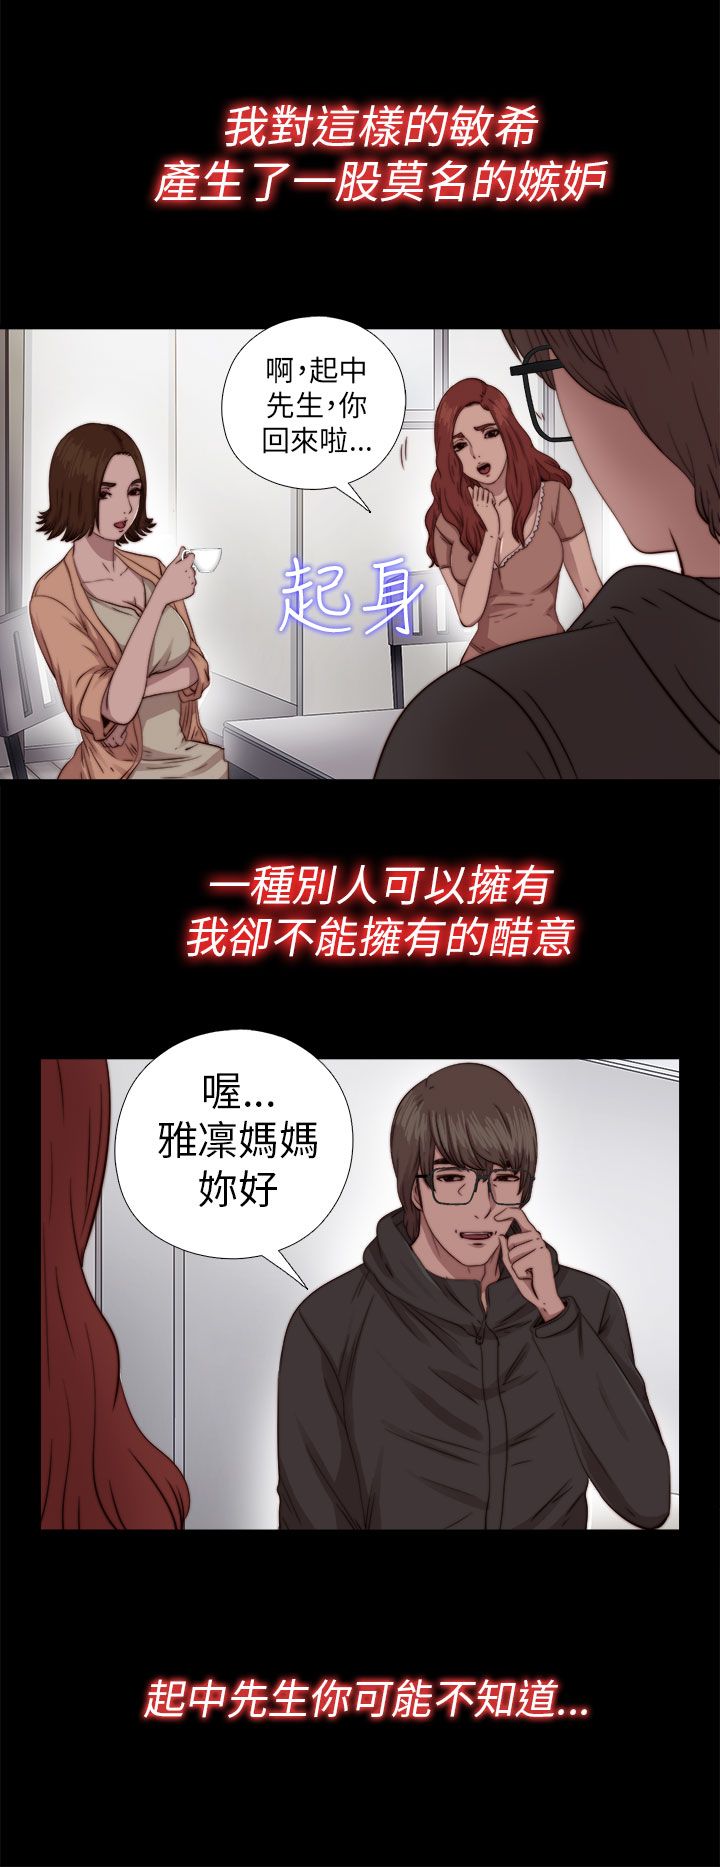 我對這樣的敏希
產生了一股莫名的嫉妒
啊，起中
先生，你
回來啦...
起身
一種別人可以擁有
我卻不能擁有的醋意
喔...
雅凜媽媽
妳好
起中先生你可能不知道...